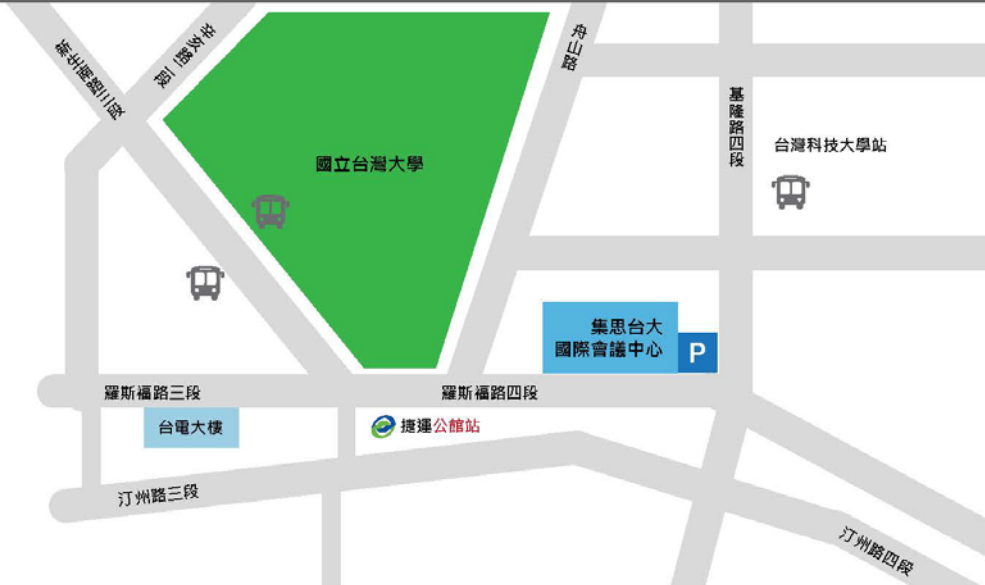 新生南路三段
辛亥路一段
舟山路
基隆路四段
台灣科技大學站
國立台灣大學
集思台大
國際會議中心
P
羅斯福路三段
羅斯福路四段
台電大樓
捷運公館站
汀州路三段
汀州路四段